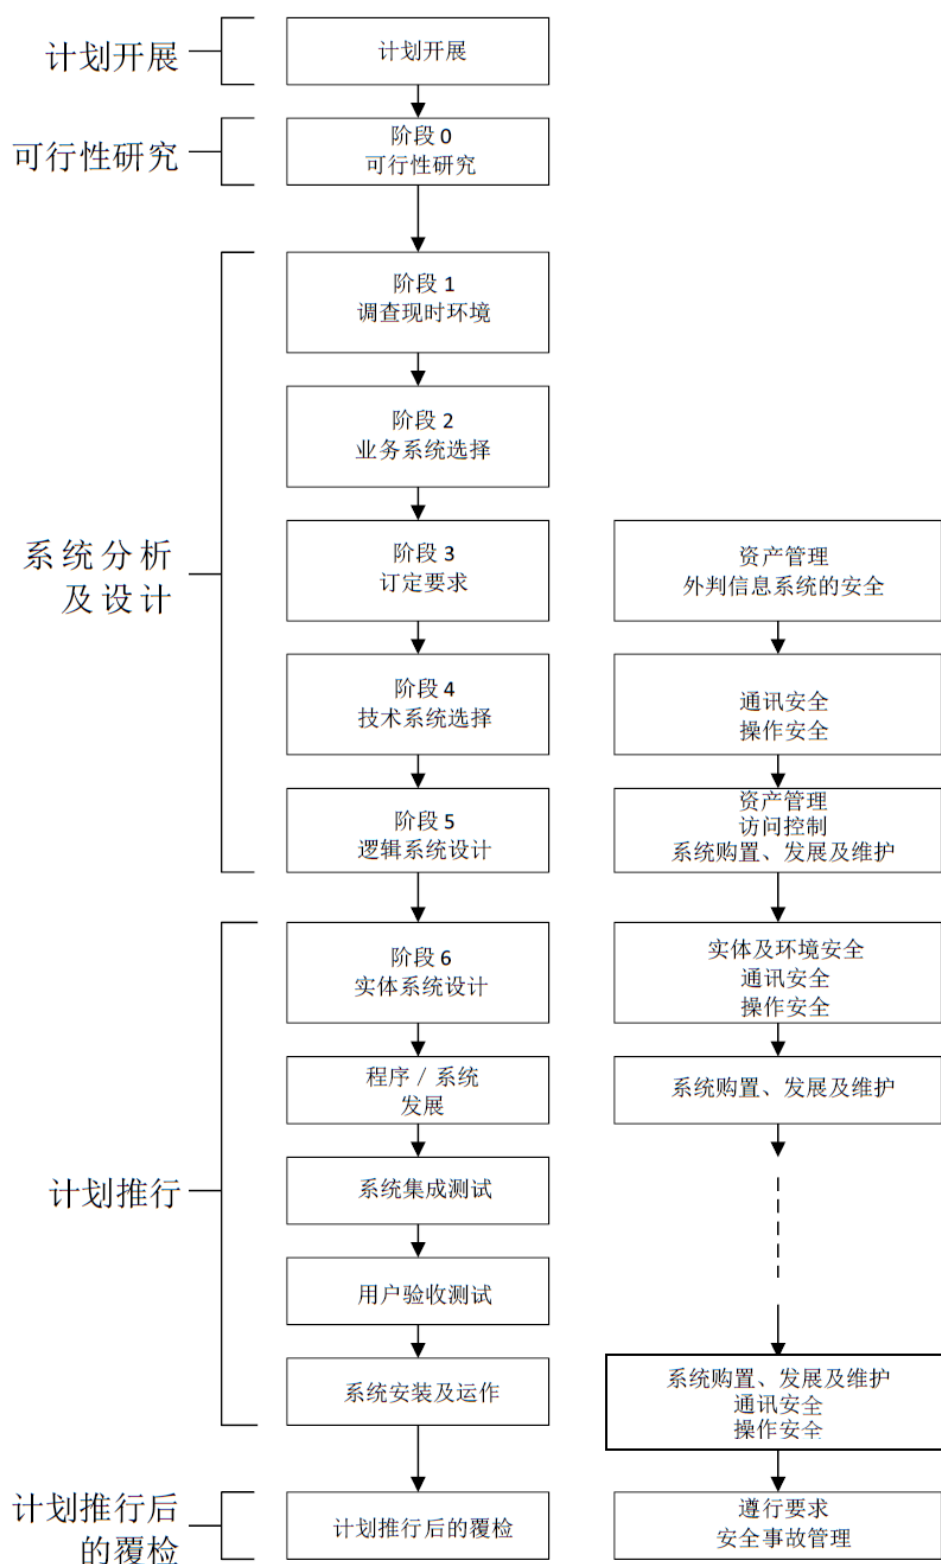 计划开展
计划开展
可行性研究
阶段 0
可行性研究
系统分析
及设计
阶段 1
调查现时环境
阶段 2
业务系统选择
阶段 3
订定要求
资产管理
外判信息系统的安全
阶段 4
技术系统选择
通讯安全
操作安全
阶段 5
逻辑系统设计
资产管理
访问控制
系统购置、发展及维护
计划推行
阶段 6
实体系统设计
实体及环境安全
通讯安全
操作安全
程序 / 系统
发展
系统购置、发展及维护
系统集成测试
用户验收测试
系统安装及运作
系统购置、发展及维护
通讯安全
操作安全
计划推行后
的覆检
计划推行后的覆检
遵行要求
安全事故管理